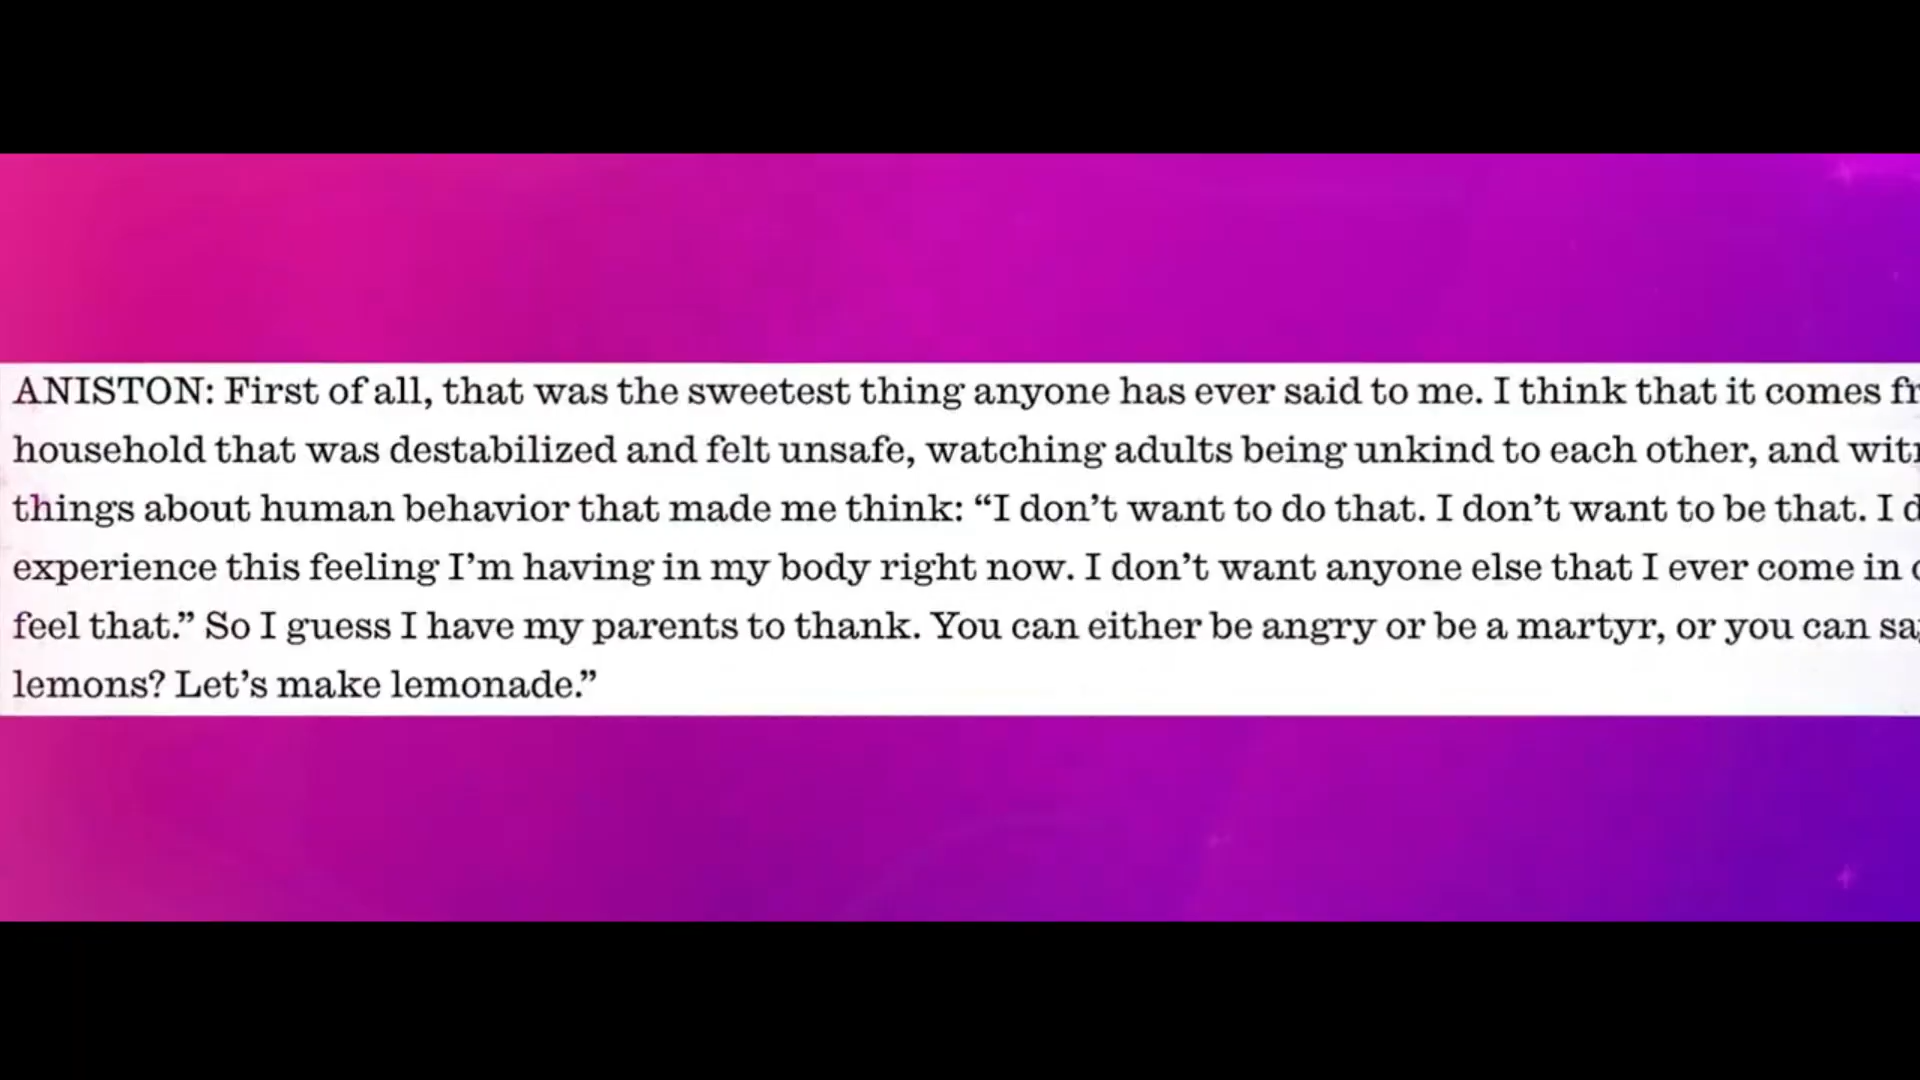 ANISTON: First of all, that was the sweetest thing anyone has ever said to me. I think that it comes
household that was destabilized and felt unsafe, watching adults being unkind to each other, and
things about human behavior that made me think: “I don’t want to do that. I don’t want to be that. I
experience this feeling I’m having in my body right now. I don’t want anyone else that I ever come in
feel that.” So I guess I have my parents to thank. You can either be angry or be a martyr, or you can
lemons? Let’s make lemonade.”